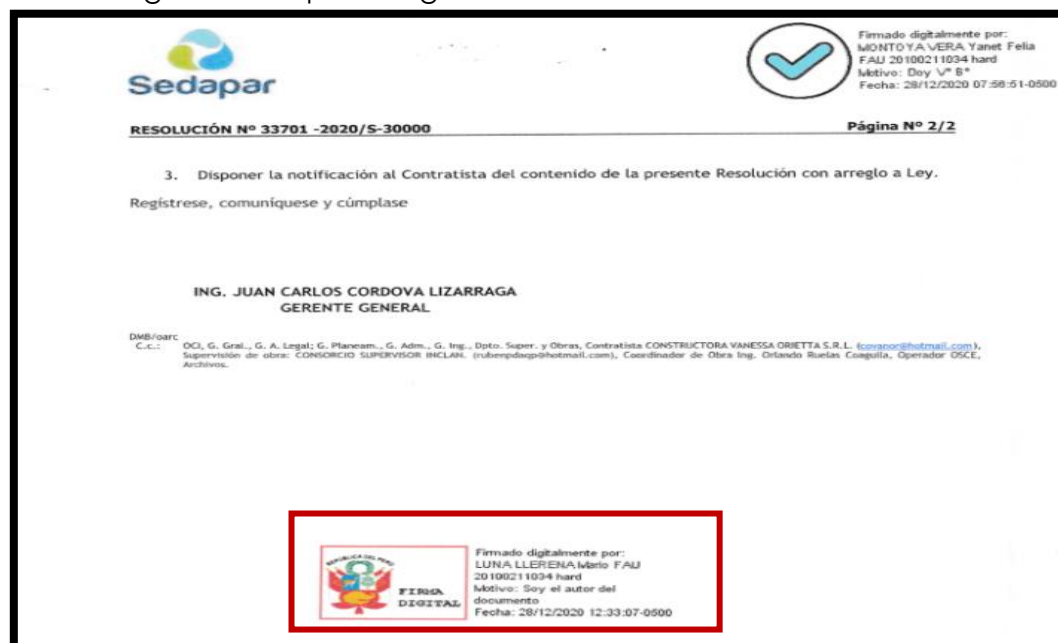 Sedapar
Firmado digitalmente por:
MONTOYA VERA Yanet Felia
FAU 20100211034 hard
Motivo: Doy V° B°
Fecha: 28/12/2020 07:56:51-0500
RESOLUCIÓN Nº 33701 -2020/S-30000
Página Nº 2/2
3. Disponer la notificación al Contratista del contenido de la presente Resolución con arreglo a Ley.
Regístrese, comuníquese y cúmplase
ING. JUAN CARLOS CORDOVA LIZARRAGA
GERENTE GENERAL
DMB/oarc
C.c.: OCI, G. Gral., G. A. Legal; G. Planeam., G. Adm., G. Ing., Dpto. Super. y Obras, Contratista CONSTRUCTORA VANESSA ORIETTA S.R.L. (covanor@hotmail.com),
Supervisión de obra: CONSORCIO SUPERVISOR INCLAN. (rubenpdaqp@hotmail.com), Coordinador de Obra Ing. Orlando Ruelas Coaguila, Operador OSCE,
Archivos.
REPUBLICA DEL PERU
FIRMA
DIGITAL
Firmado digitalmente por:
LUNA LLERENA Mario FAU
20100211034 hard
Motivo: Soy el autor del
documento
Fecha: 28/12/2020 12:33:07-0500